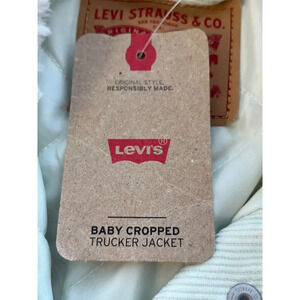 LEVI STRAUSS & CO.
ORIGINAL STYLE,
RESPONSIBLY MADE.
LEVI'S®
BABY CROPPED
TRUCKER JACKET